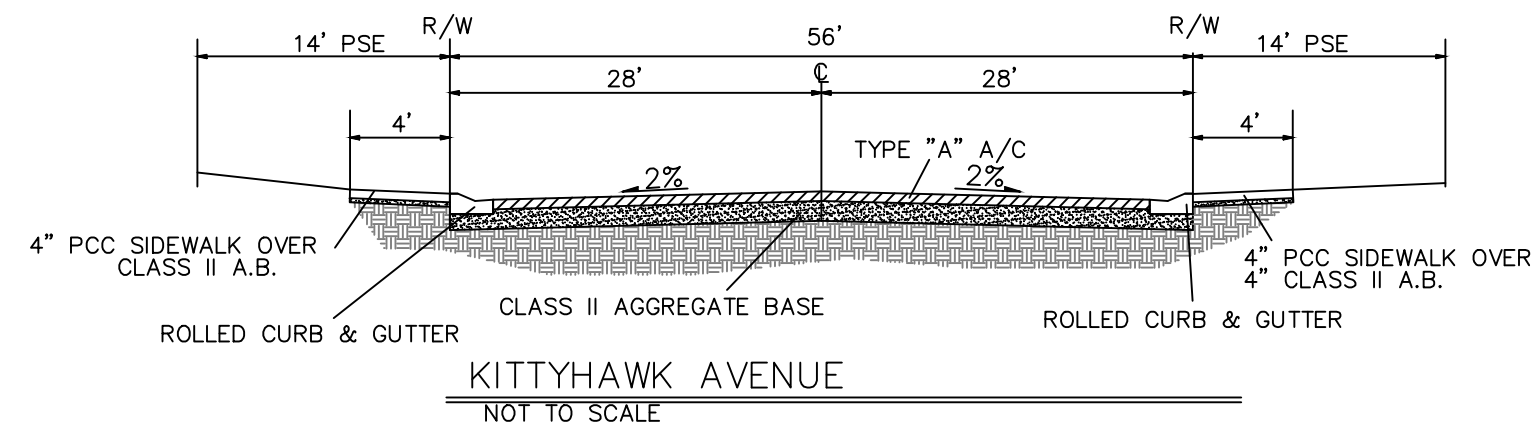 R/W
R/W
14' PSE
56'
14' PSE
28'
℄
28'
4'
4'
TYPE "A" A/C
2%
2%
4" PCC SIDEWALK OVER
CLASS II A.B.
4" PCC SIDEWALK OVER
4" CLASS II A.B.
CLASS II AGGREGATE BASE
ROLLED CURB & GUTTER
ROLLED CURB & GUTTER
KITTYHAWK AVENUE
NOT TO SCALE